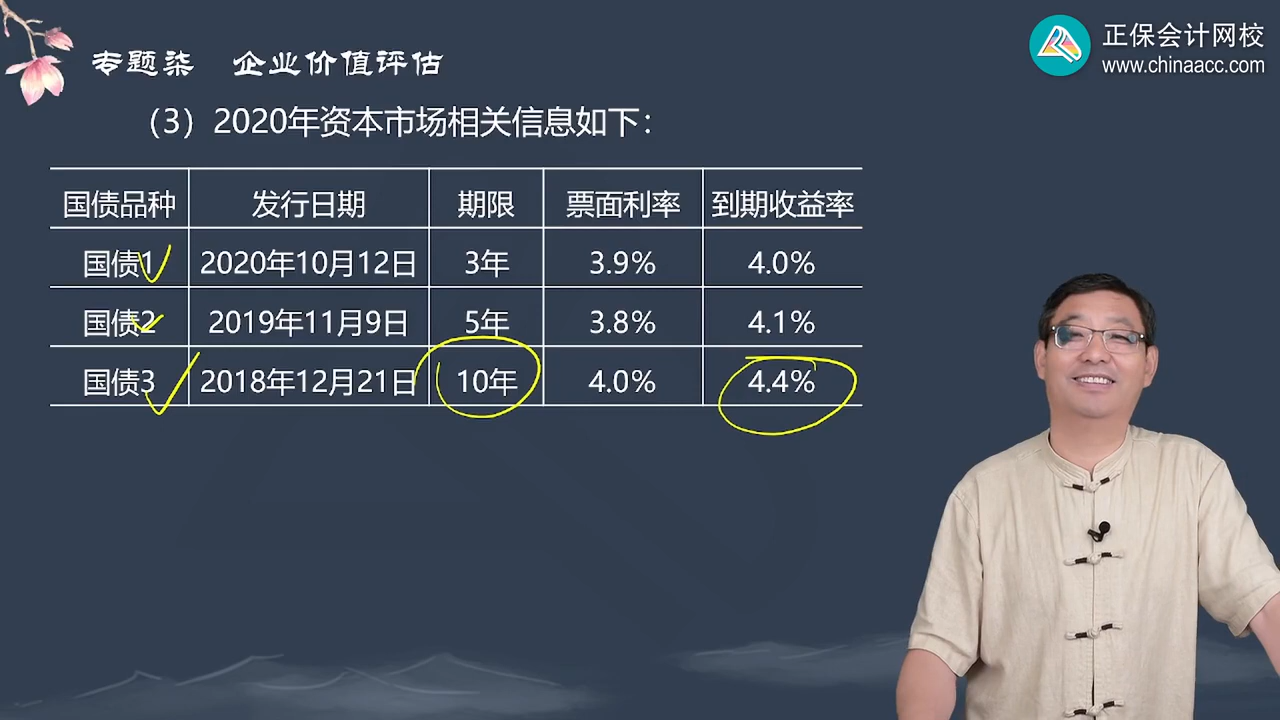 专题柒 企业价值评估
正保会计网校
www.chinaacc.com
（3）2020年资本市场相关信息如下：
国债品种 发行日期 期限 票面利率 到期收益率
国债1 2020年10月12日 3年 3.9% 4.0%
国债2 2019年11月9日 5年 3.8% 4.1%
国债3 2018年12月21日 10年 4.0% 4.4%